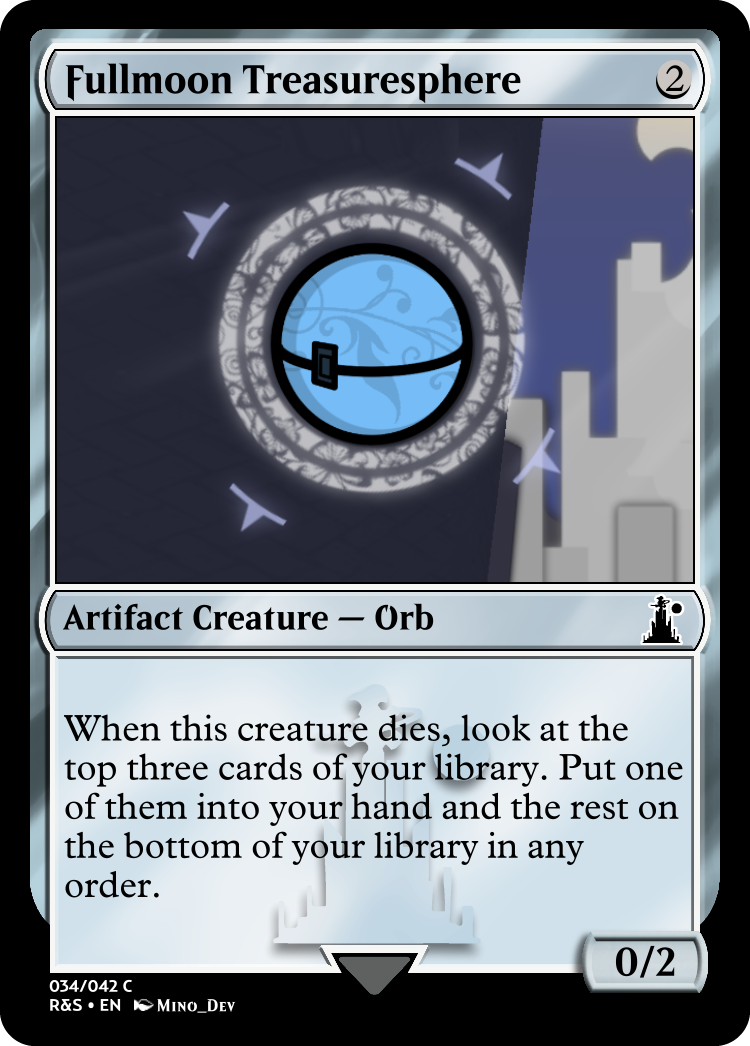 Fullmoon Treasuresphere 2
Artifact Creature — Orb
When this creature dies, look at the
top three cards of your library. Put one
of them into your hand and the rest on
the bottom of your library in any
order.
0/2
034/042 C
R&S • EN Mino_Dev